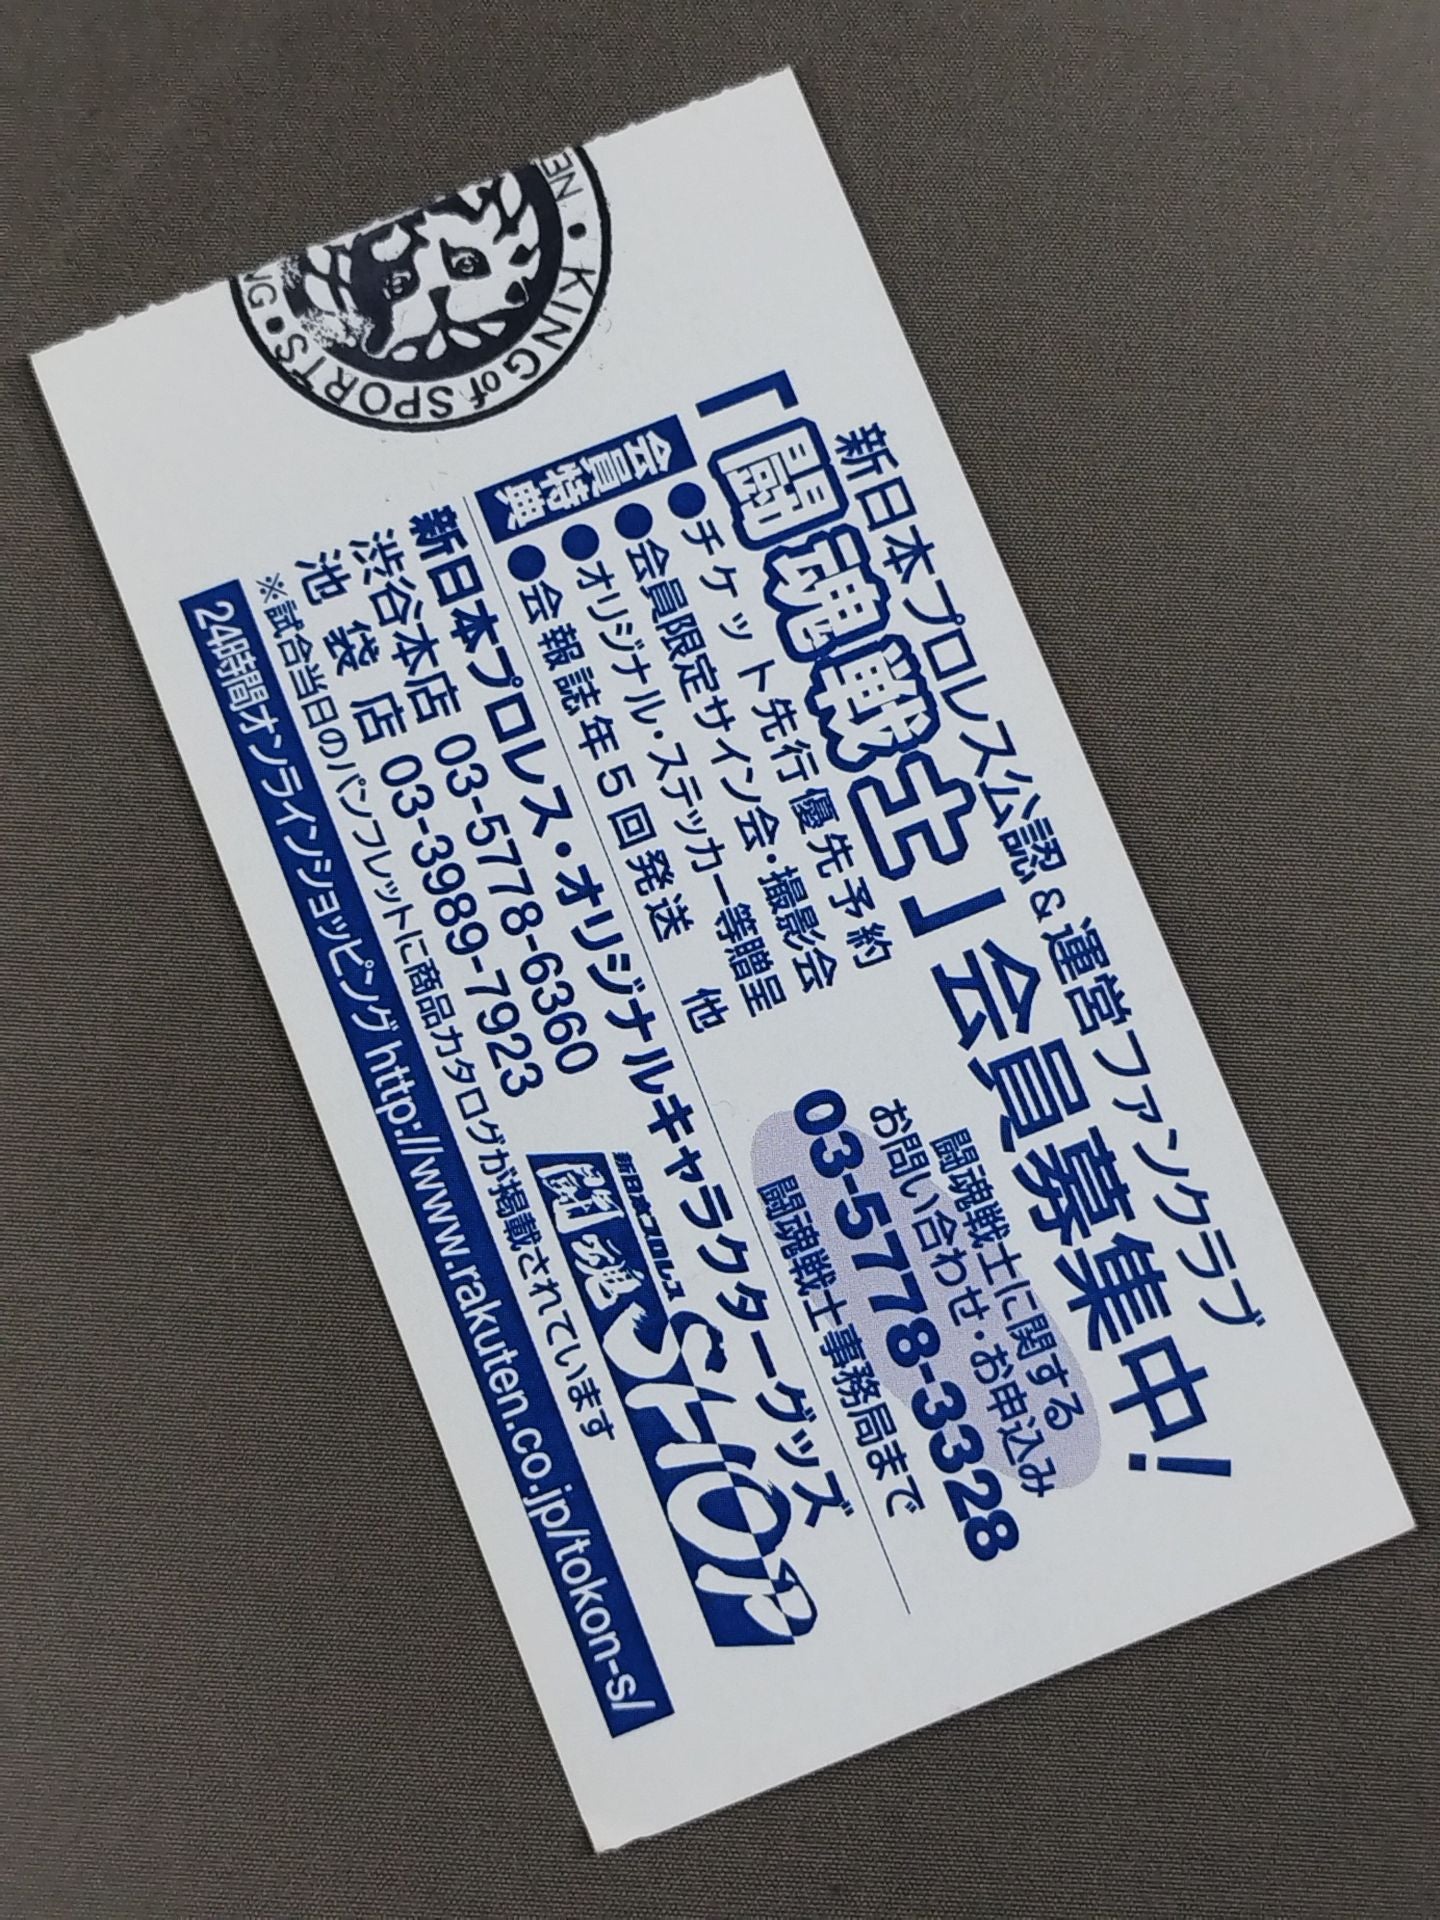 新日本プロレス公認&運営ファンクラブ
「闘魂戦士」会員募集中!
会員特典
●チケット先行優先予約
●会員限定サイン会・撮影会
●オリジナル・ステッカー等贈呈
●会報誌年5回発送 他
闘魂戦士に関する
お問い合わせ・お申込み
03-5778-3328
闘魂戦士事務局まで
新日本プロレス・オリジナルキャラクターグッズ
渋谷本店 03-5778-6360
池袋店 03-3989-7923
新日本プロレス
闘魂SHOP
※試合当日のパンフレットに商品カタログが掲載されています
24時間オンラインショッピング http://www.rakuten.co.jp/tokon-s/
KING of SPORTS